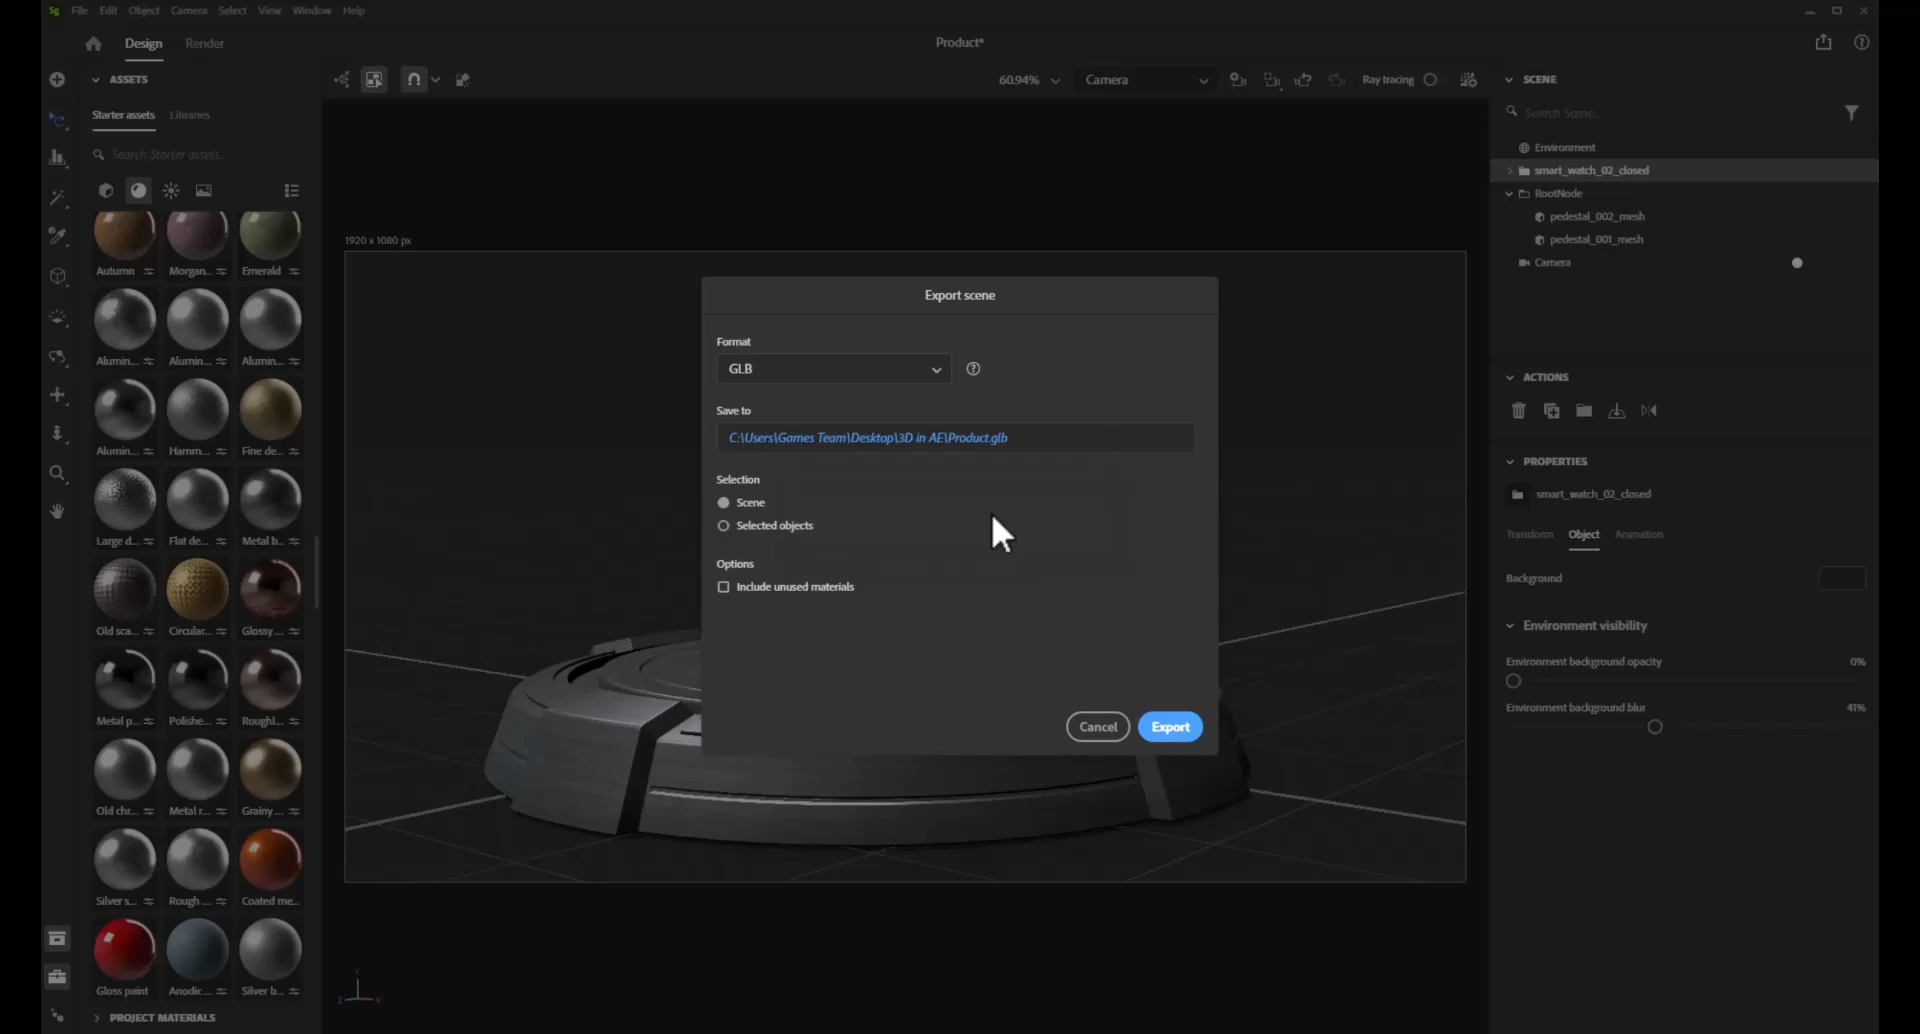 Sg File Edit Object Camera Select View Window Help
Design Render
Product*
ASSETS
60.94%
Camera
Ray tracing
SCENE
Starter assets Libraries
Search Scene...
Search Starter assets...
Environment
smart_watch_02_closed
RootNode
pedestal_002_mesh
pedestal_001_mesh
Camera
1920 x 1080 px
Autumn Morgan... Emerald
Alumin... Alumin... Alumin...
Alumin... Hamm... Fine de...
Large d... Flat de... Metal b...
Old sca... Circular... Glossy ...
Metal p... Polishe... Roughl...
Old chr... Metal r... Grainy ...
Silver s... Rough ... Coated me...
Gloss paint Anodic ... Silver b...
PROJECT MATERIALS
Export scene
Format
GLB
Save to
C:\Users\Games Team\Desktop\3D in AE\Product.glb
Selection
Scene
Selected objects
Options
Include unused materials
Cancel Export
Y
Z X
ACTIONS
PROPERTIES
smart_watch_02_closed
Transform Object Animation
Background
Environment visibility
Environment background opacity 0%
Environment background blur 41%